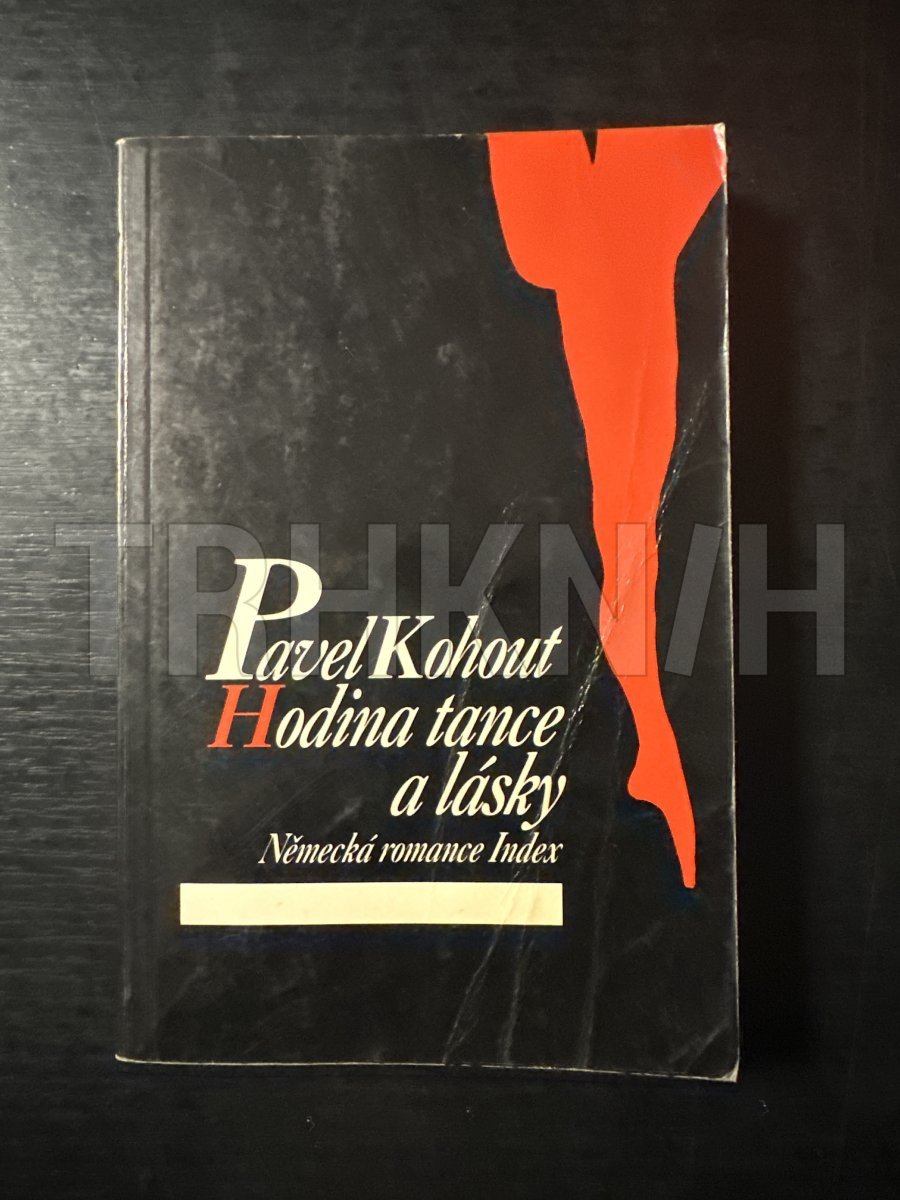 Pavel Kohout
Hodina tance
a lásky
Německá romance Index
TRHKNIH